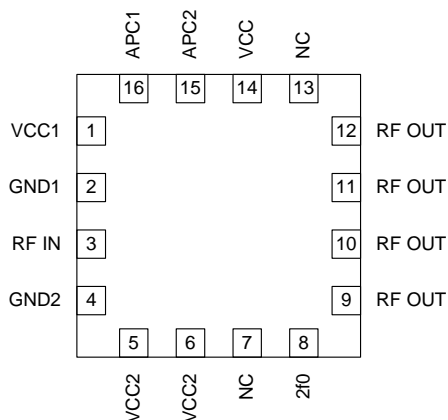 APC1 APC2 VCC NC
16 15 14 13
VCC1 1 12 RF OUT
GND1 2 11 RF OUT
RF IN 3 10 RF OUT
GND2 4 9 RF OUT
5 6 7 8
VCC2 VCC2 NC 2f0